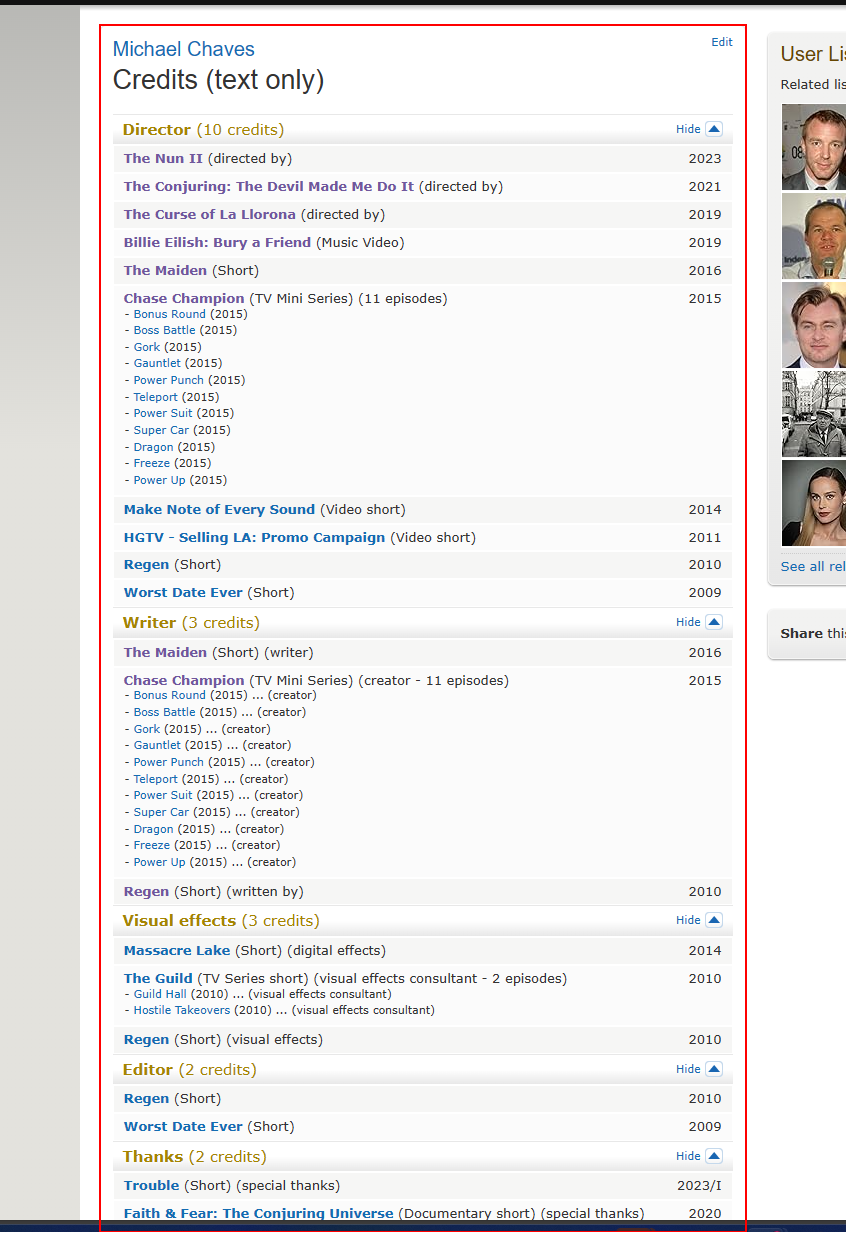 Michael Chaves
Edit
Credits (text only)
Director (10 credits) Hide
The Nun II (directed by) 2023
The Conjuring: The Devil Made Me Do It (directed by) 2021
The Curse of La Llorona (directed by) 2019
Billie Eilish: Bury a Friend (Music Video) 2019
The Maiden (Short) 2016
Chase Champion (TV Mini Series) (11 episodes) 2015
- Bonus Round (2015)
- Boss Battle (2015)
- Gork (2015)
- Gauntlet (2015)
- Power Punch (2015)
- Teleport (2015)
- Power Suit (2015)
- Super Car (2015)
- Dragon (2015)
- Freeze (2015)
- Power Up (2015)
Make Note of Every Sound (Video short) 2014
HGTV - Selling LA: Promo Campaign (Video short) 2011
Regen (Short) 2010
Worst Date Ever (Short) 2009
Writer (3 credits) Hide
The Maiden (Short) (writer) 2016
Chase Champion (TV Mini Series) (creator - 11 episodes) 2015
- Bonus Round (2015) ... (creator)
- Boss Battle (2015) ... (creator)
- Gork (2015) ... (creator)
- Gauntlet (2015) ... (creator)
- Power Punch (2015) ... (creator)
- Teleport (2015) ... (creator)
- Power Suit (2015) ... (creator)
- Super Car (2015) ... (creator)
- Dragon (2015) ... (creator)
- Freeze (2015) ... (creator)
- Power Up (2015) ... (creator)
Regen (Short) (written by) 2010
Visual effects (3 credits) Hide
Massacre Lake (Short) (digital effects) 2014
The Guild (TV Series short) (visual effects consultant - 2 episodes) 2010
- Guild Hall (2010) ... (visual effects consultant)
- Hostile Takeovers (2010) ... (visual effects consultant)
Regen (Short) (visual effects) 2010
Editor (2 credits) Hide
Regen (Short) 2010
Worst Date Ever (Short) 2009
Thanks (2 credits) Hide
Trouble (Short) (special thanks) 2023/I
Faith & Fear: The Conjuring Universe (Documentary short) (special thanks) 2020
User Lis
Related lis
See all rel
Share this